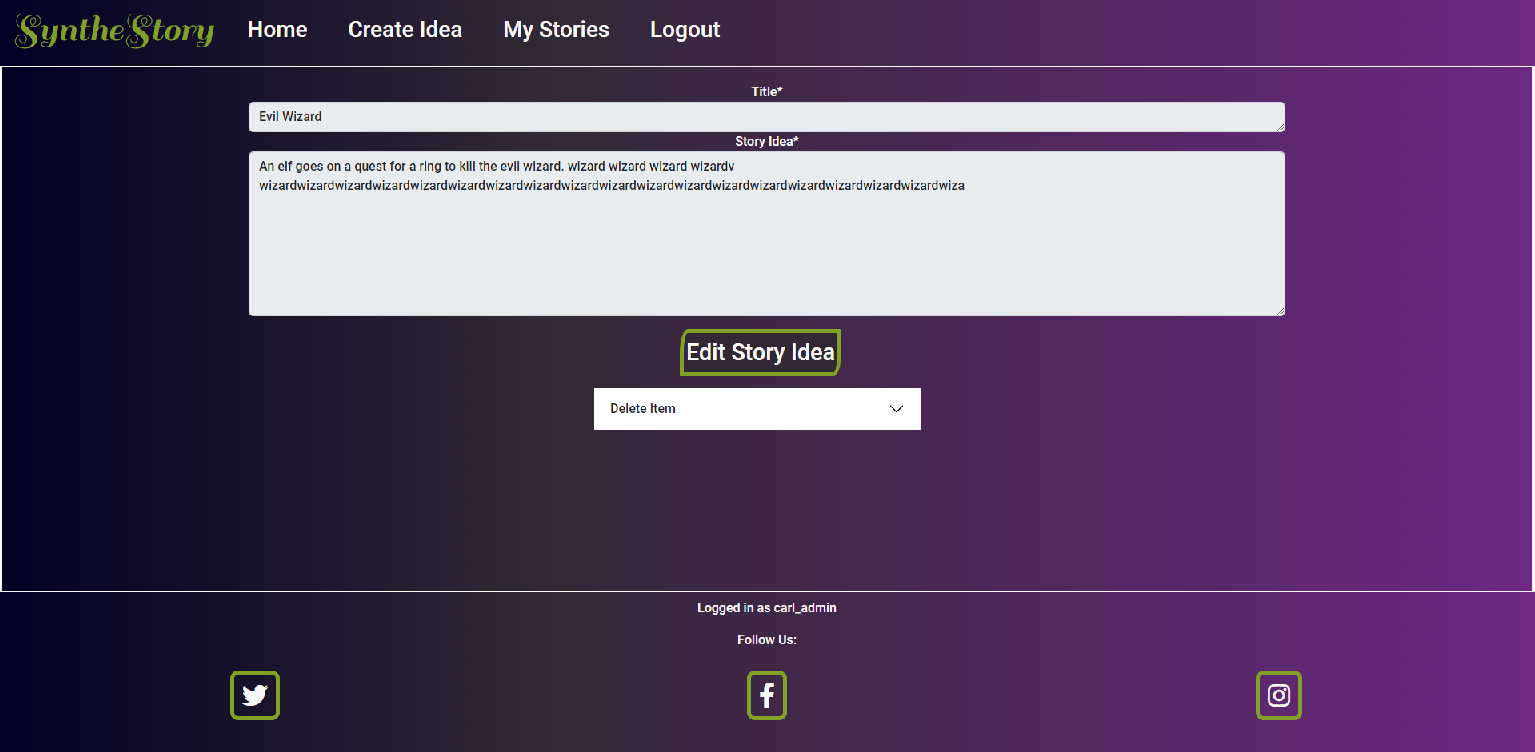 SyntheStory Home Create Idea My Stories Logout
Title*
Evil Wizard
Story Idea*
An elf goes on a quest for a ring to kill the evil wizard. wizard wizard wizard wizardv
wizardwizardwizardwizardwizardwizardwizardwizardwizardwizardwizardwizardwizardwizardwizardwizardwizardwizardwiza
Edit Story Idea
Delete Item
Logged in as carl_admin
Follow Us: